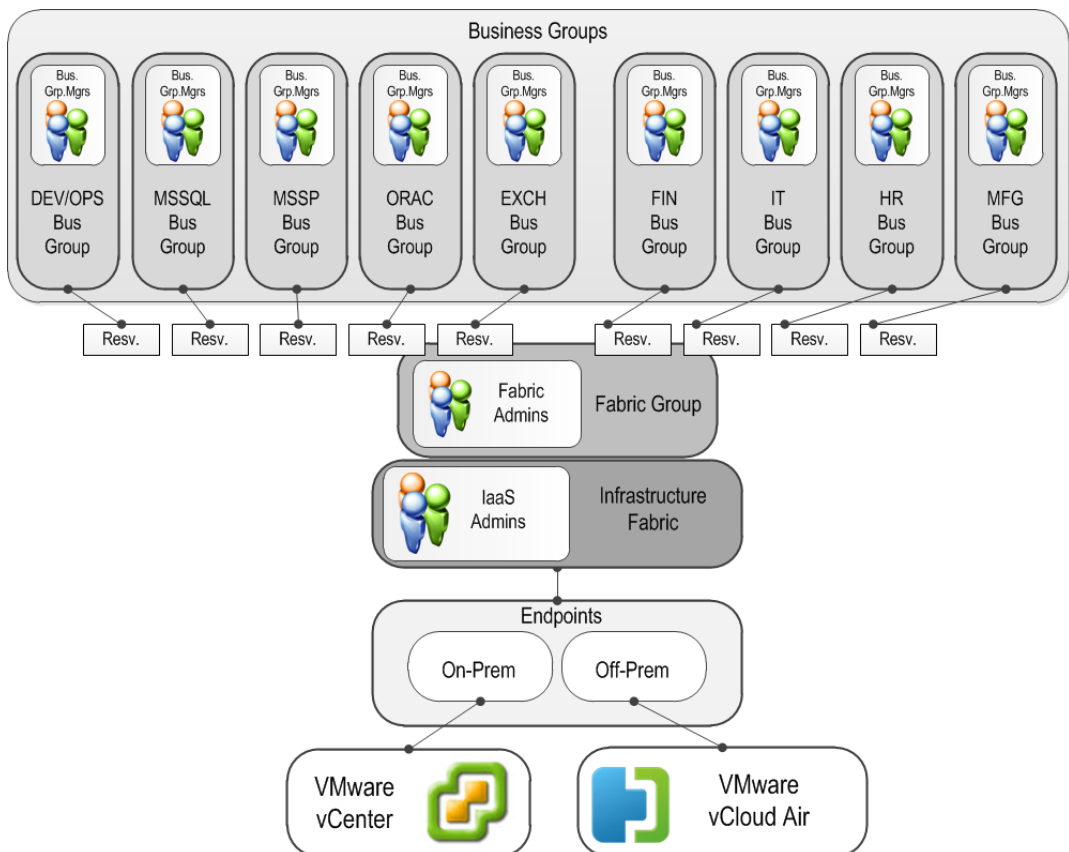 Business Groups
Bus.
Grp.Mgrs
DEV/OPS
Bus
Group
Bus.
Grp.Mgrs
MSSQL
Bus
Group
Bus.
Grp.Mgrs
MSSP
Bus
Group
Bus.
Grp.Mgrs
ORAC
Bus
Group
Bus.
Grp.Mgrs
EXCH
Bus
Group
Bus.
Grp.Mgrs
FIN
Bus
Group
Bus.
Grp.Mgrs
IT
Bus
Group
Bus.
Grp.Mgrs
HR
Bus
Group
Bus.
Grp.Mgrs
MFG
Bus
Group
Resv.
Resv.
Resv.
Resv.
Resv.
Resv.
Resv.
Resv.
Resv.
Fabric
Admins
Fabric Group
IaaS
Admins
Infrastructure
Fabric
Endpoints
On-Prem
Off-Prem
VMware
vCenter
VMware
vCloud Air